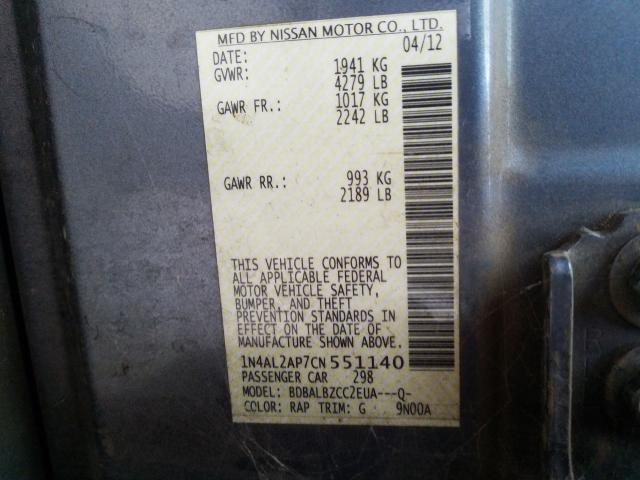 MFD BY NISSAN MOTOR CO., LTD.
DATE: 04/12
GVWR: 1941 KG
4279 LB
GAWR FR.: 1017 KG
2242 LB
GAWR RR.: 993 KG
2189 LB
THIS VEHICLE CONFORMS TO
ALL APPLICABLE FEDERAL
MOTOR VEHICLE SAFETY,
BUMPER, AND THEFT
PREVENTION STANDARDS IN
EFFECT ON THE DATE OF
MANUFACTURE SHOWN ABOVE.
1N4AL2AP7CN551140
PASSENGER CAR 298
MODEL: BDBALBZCC2EUA---Q-
COLOR: RAP TRIM: G 9N00A